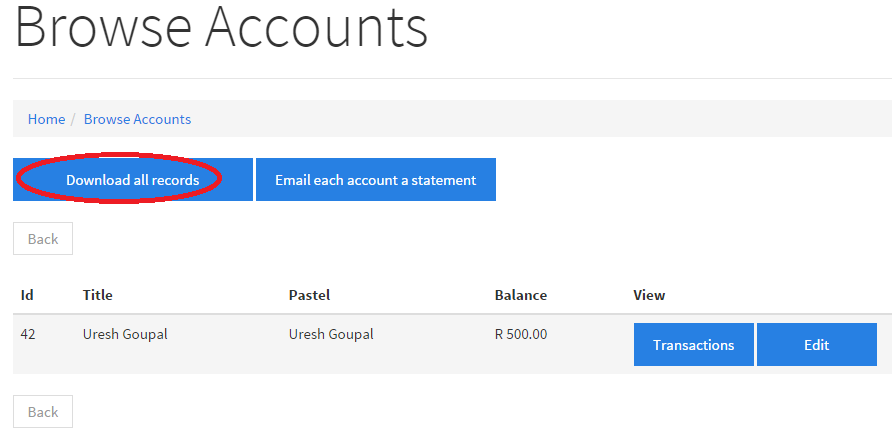 Browse Accounts
Home / Browse Accounts
Download all records Email each account a statement
Back
Id Title Pastel Balance View
42 Uresh Goupal Uresh Goupal R 500.00 Transactions Edit
Back